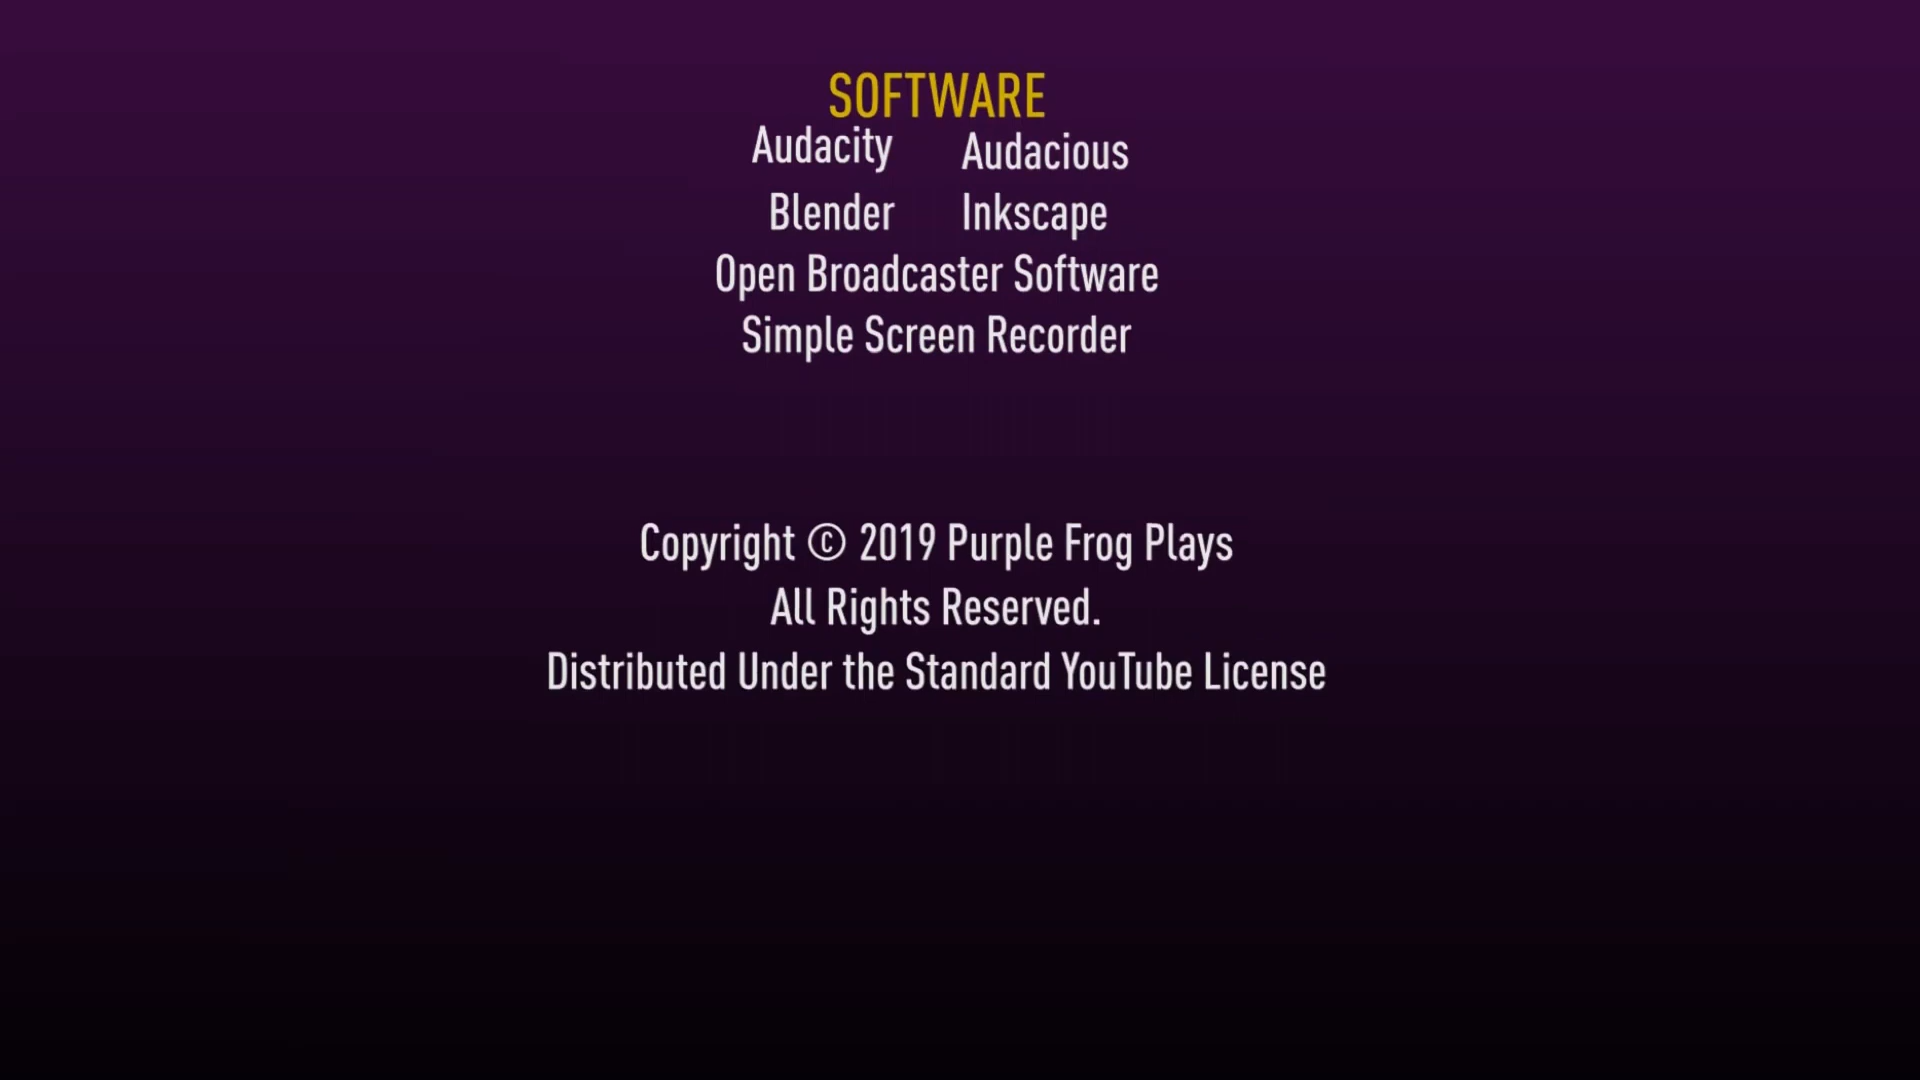 SOFTWARE
Audacity Audacious
Blender Inkscape
Open Broadcaster Software
Simple Screen Recorder
Copyright © 2019 Purple Frog Plays
All Rights Reserved.
Distributed Under the Standard YouTube License